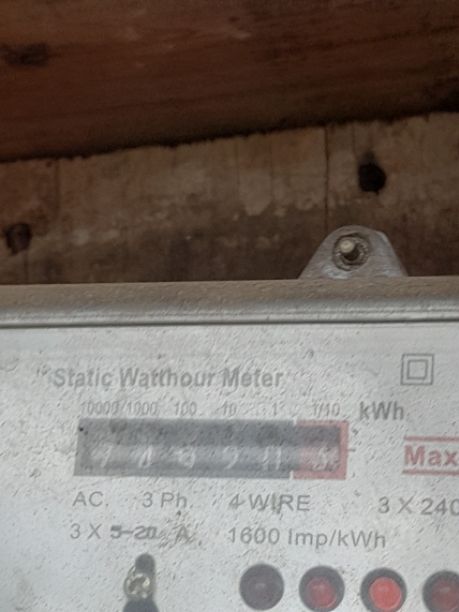 Static Watthour Meter
10000 1000 100 10 1 1/10 kWh
Max
AC. 3 Ph. 4 WIRE 3 X 240
3 X 5-20 A 1600 Imp/kWh